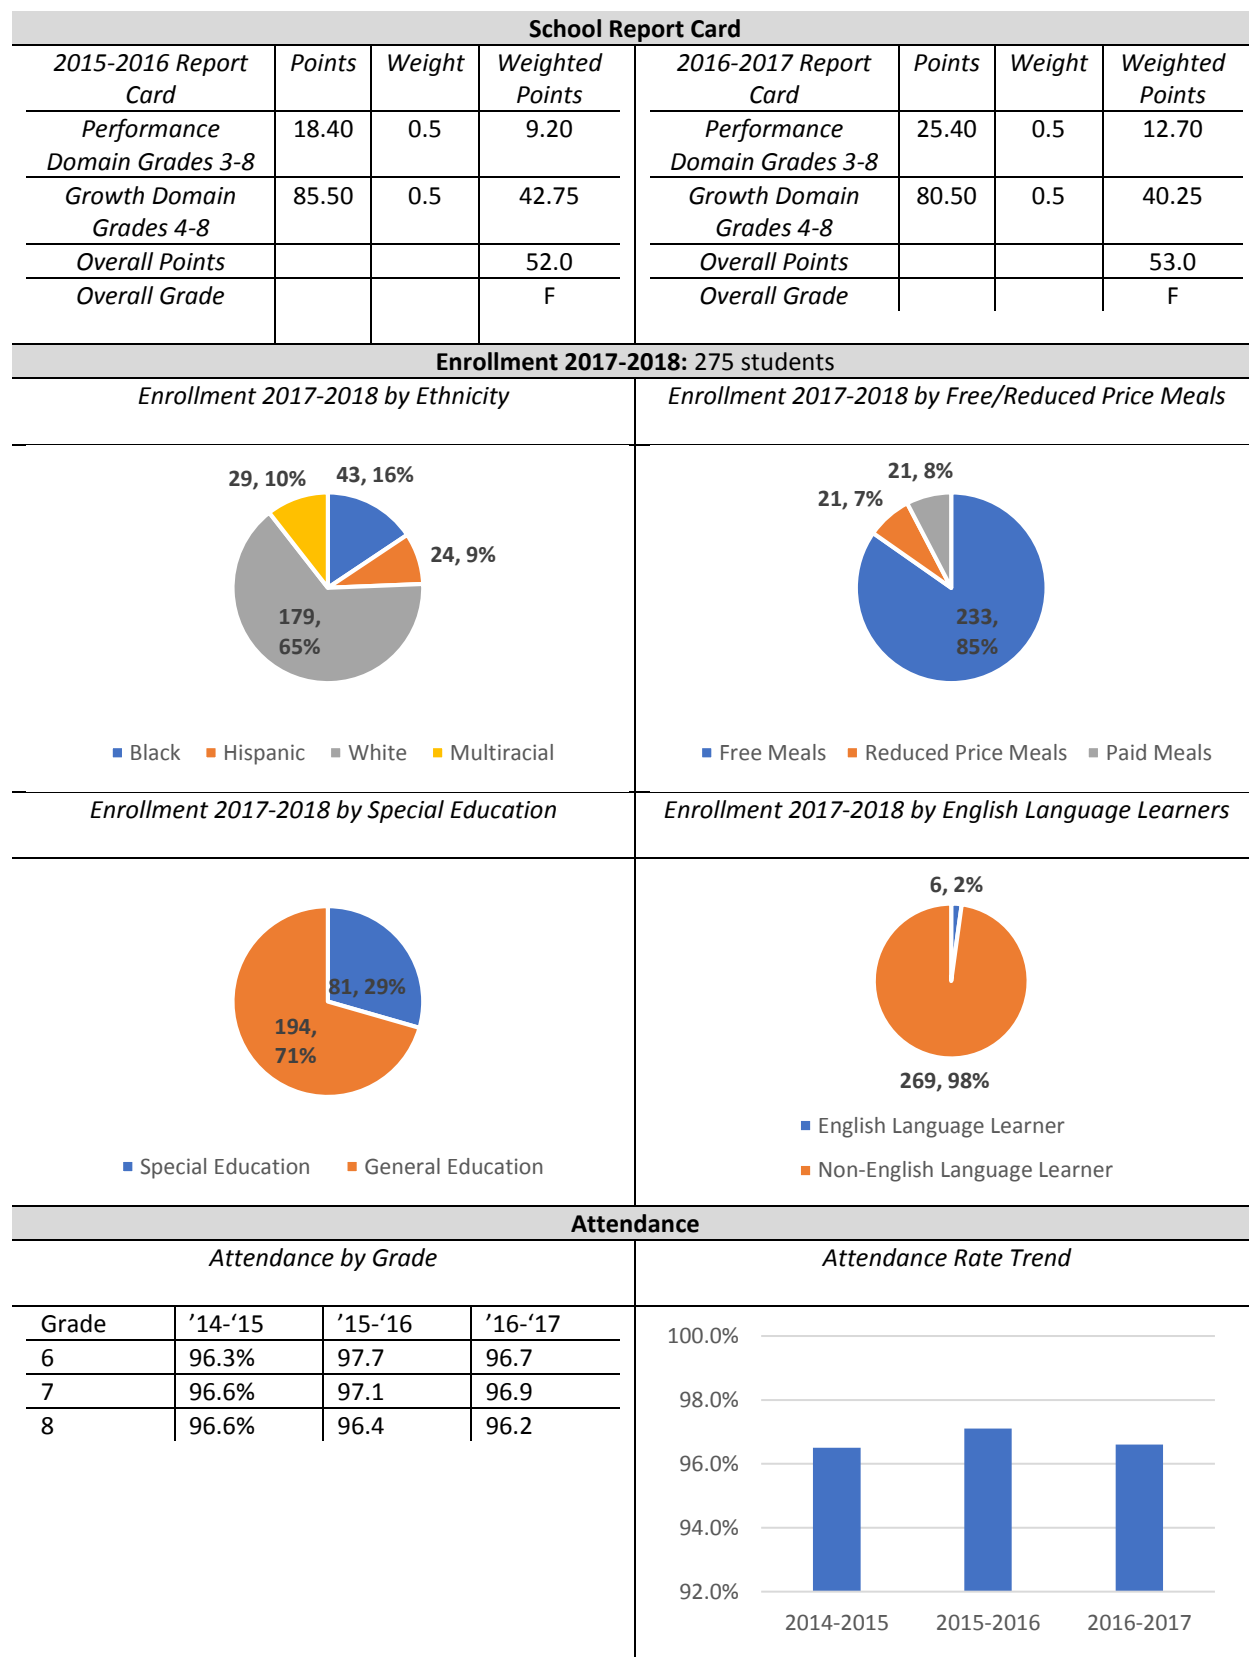 School Report Card
2015-2016 Report Card Points Weight Weighted Points
Performance Domain Grades 3-8 18.40 0.5 9.20
Growth Domain Grades 4-8 85.50 0.5 42.75
Overall Points 52.0
Overall Grade F
2016-2017 Report Card Points Weight Weighted Points
Performance Domain Grades 3-8 25.40 0.5 12.70
Growth Domain Grades 4-8 80.50 0.5 40.25
Overall Points 53.0
Overall Grade F
Enrollment 2017-2018: 275 students
Enrollment 2017-2018 by Ethnicity
29, 10%
43, 16%
24, 9%
179,
65%
Black Hispanic White Multiracial
Enrollment 2017-2018 by Free/Reduced Price Meals
21, 8%
21, 7%
233,
85%
Free Meals Reduced Price Meals Paid Meals
Enrollment 2017-2018 by Special Education
81, 29%
194,
71%
Special Education General Education
Enrollment 2017-2018 by English Language Learners
6, 2%
269, 98%
English Language Learner
Non-English Language Learner
Attendance
Attendance by Grade
Grade ’14-‘15 ’15-‘16 ’16-‘17
6 96.3% 97.7 96.7
7 96.6% 97.1 96.9
8 96.6% 96.4 96.2
Attendance Rate Trend
100.0%
98.0%
96.0%
94.0%
92.0%
2014-2015 2015-2016 2016-2017